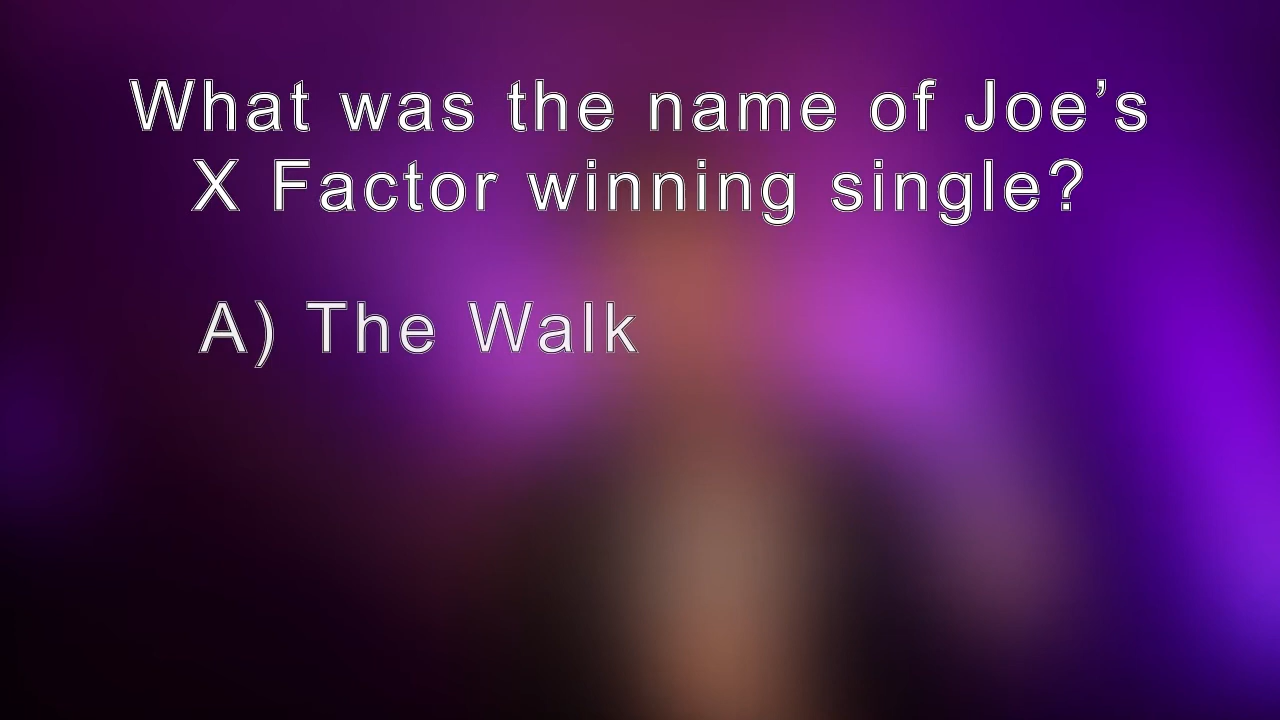 What was the name of Joe’s
X Factor winning single?
A) The Walk